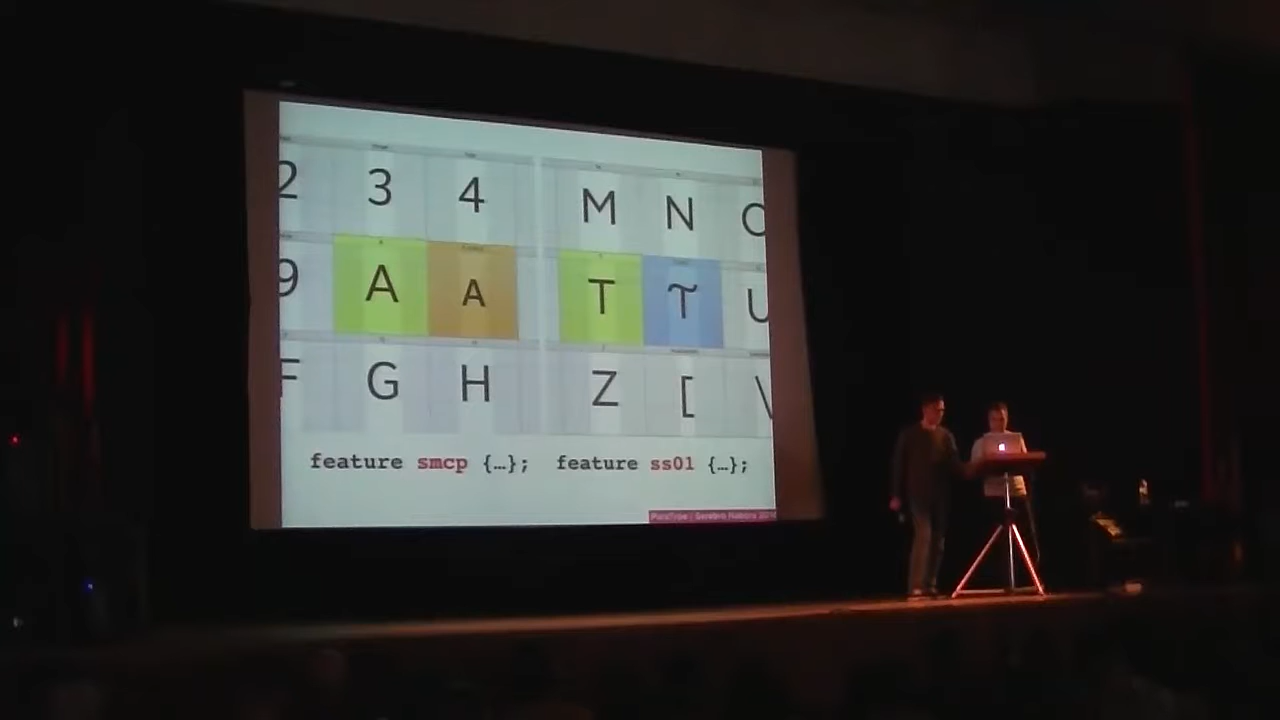 2 3 4 M N
9 A A T T U
F G H Z [ \
feature smcp {…}; feature ss01 {…};